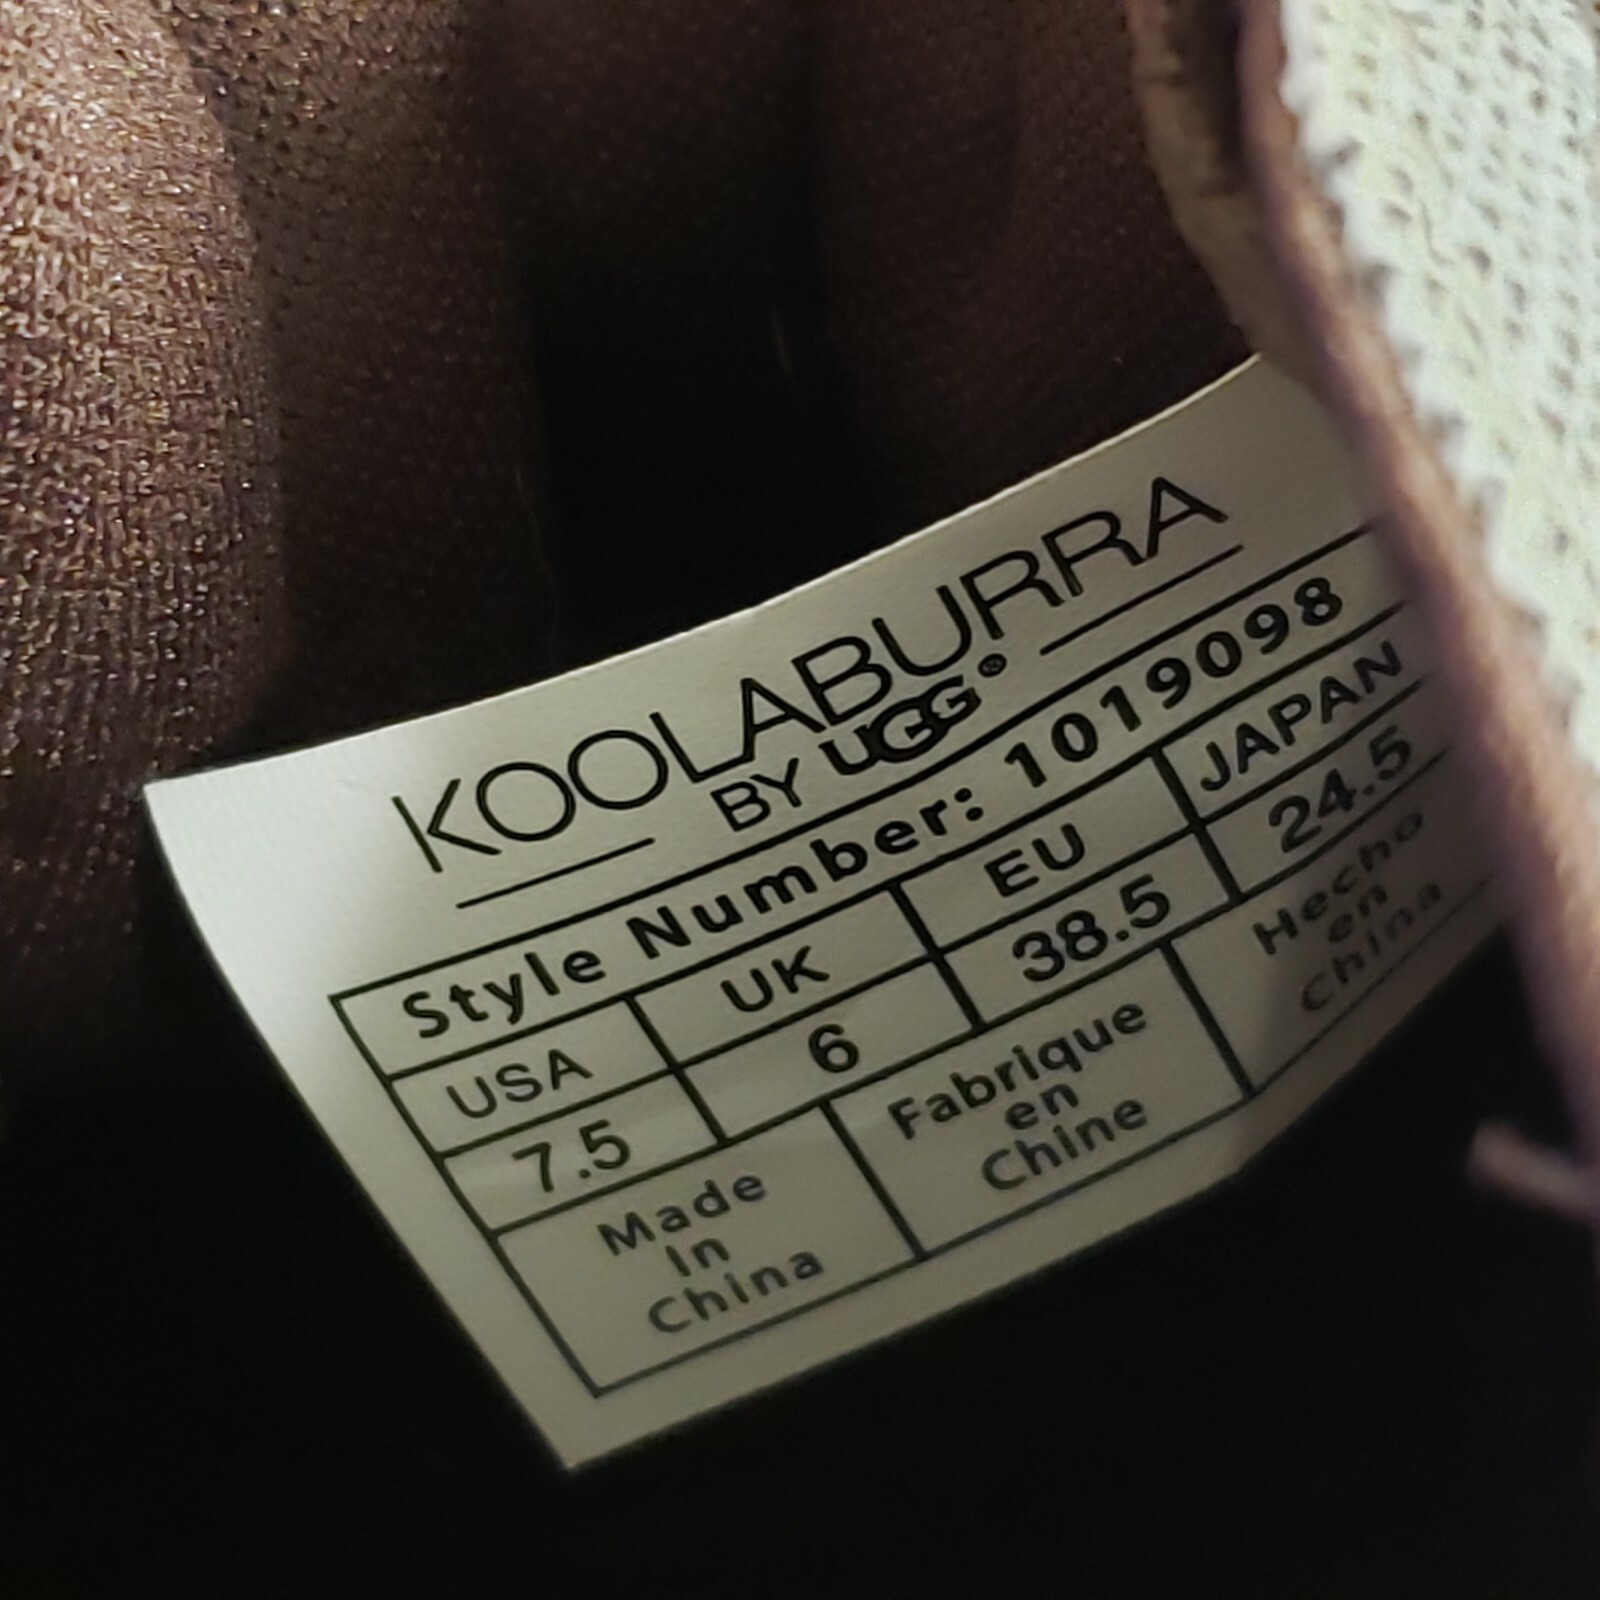 KOOLABURRA
BY UGG®
Style Number: 1019098
USA UK EU JAPAN
7.5 6 38.5 24.5
Made
In
China
Fabrique
en
Chine
Hecho
en
China